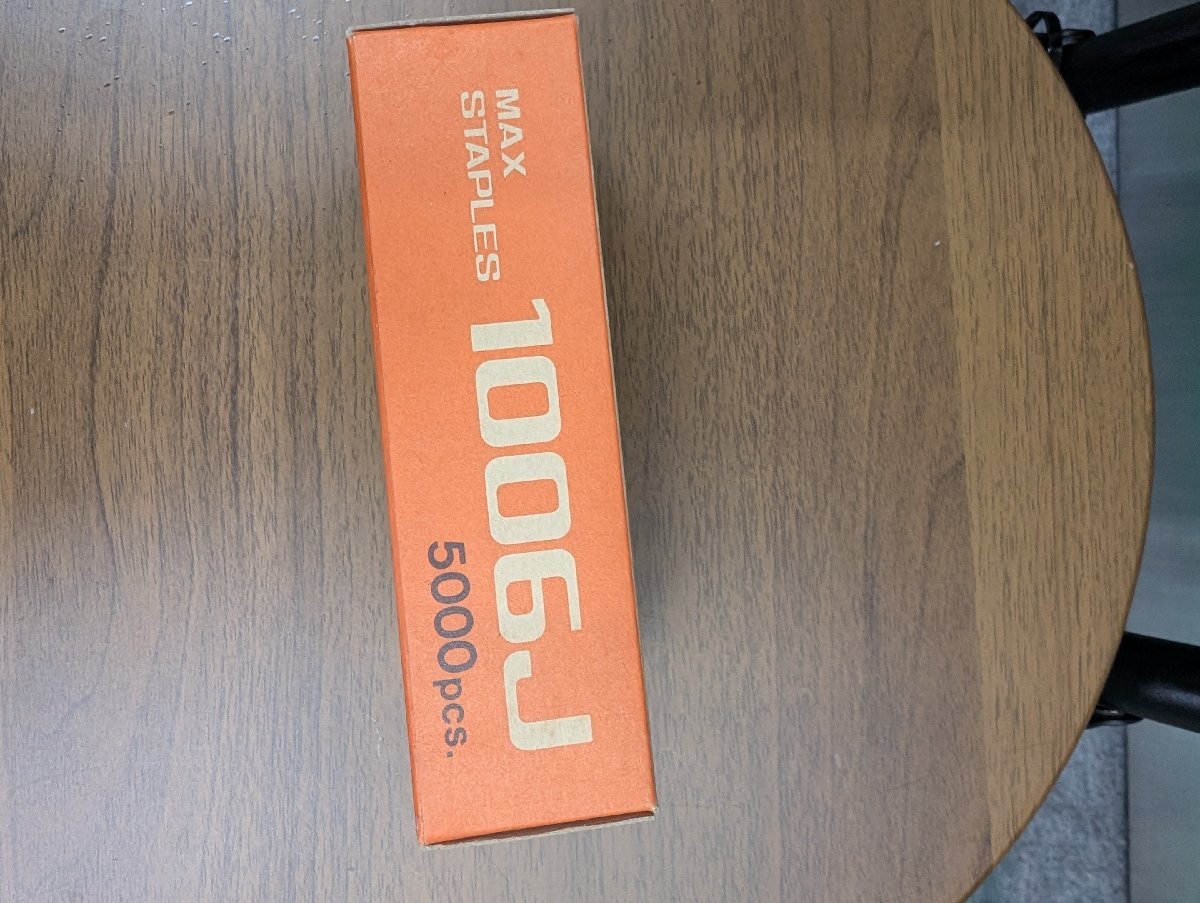 MAX
STAPLES
1006J
5000pcs.